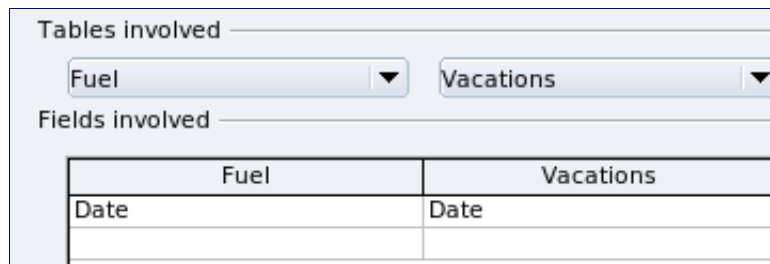 Tables involved
Fuel Vacations
Fields involved
Fuel Vacations
Date Date